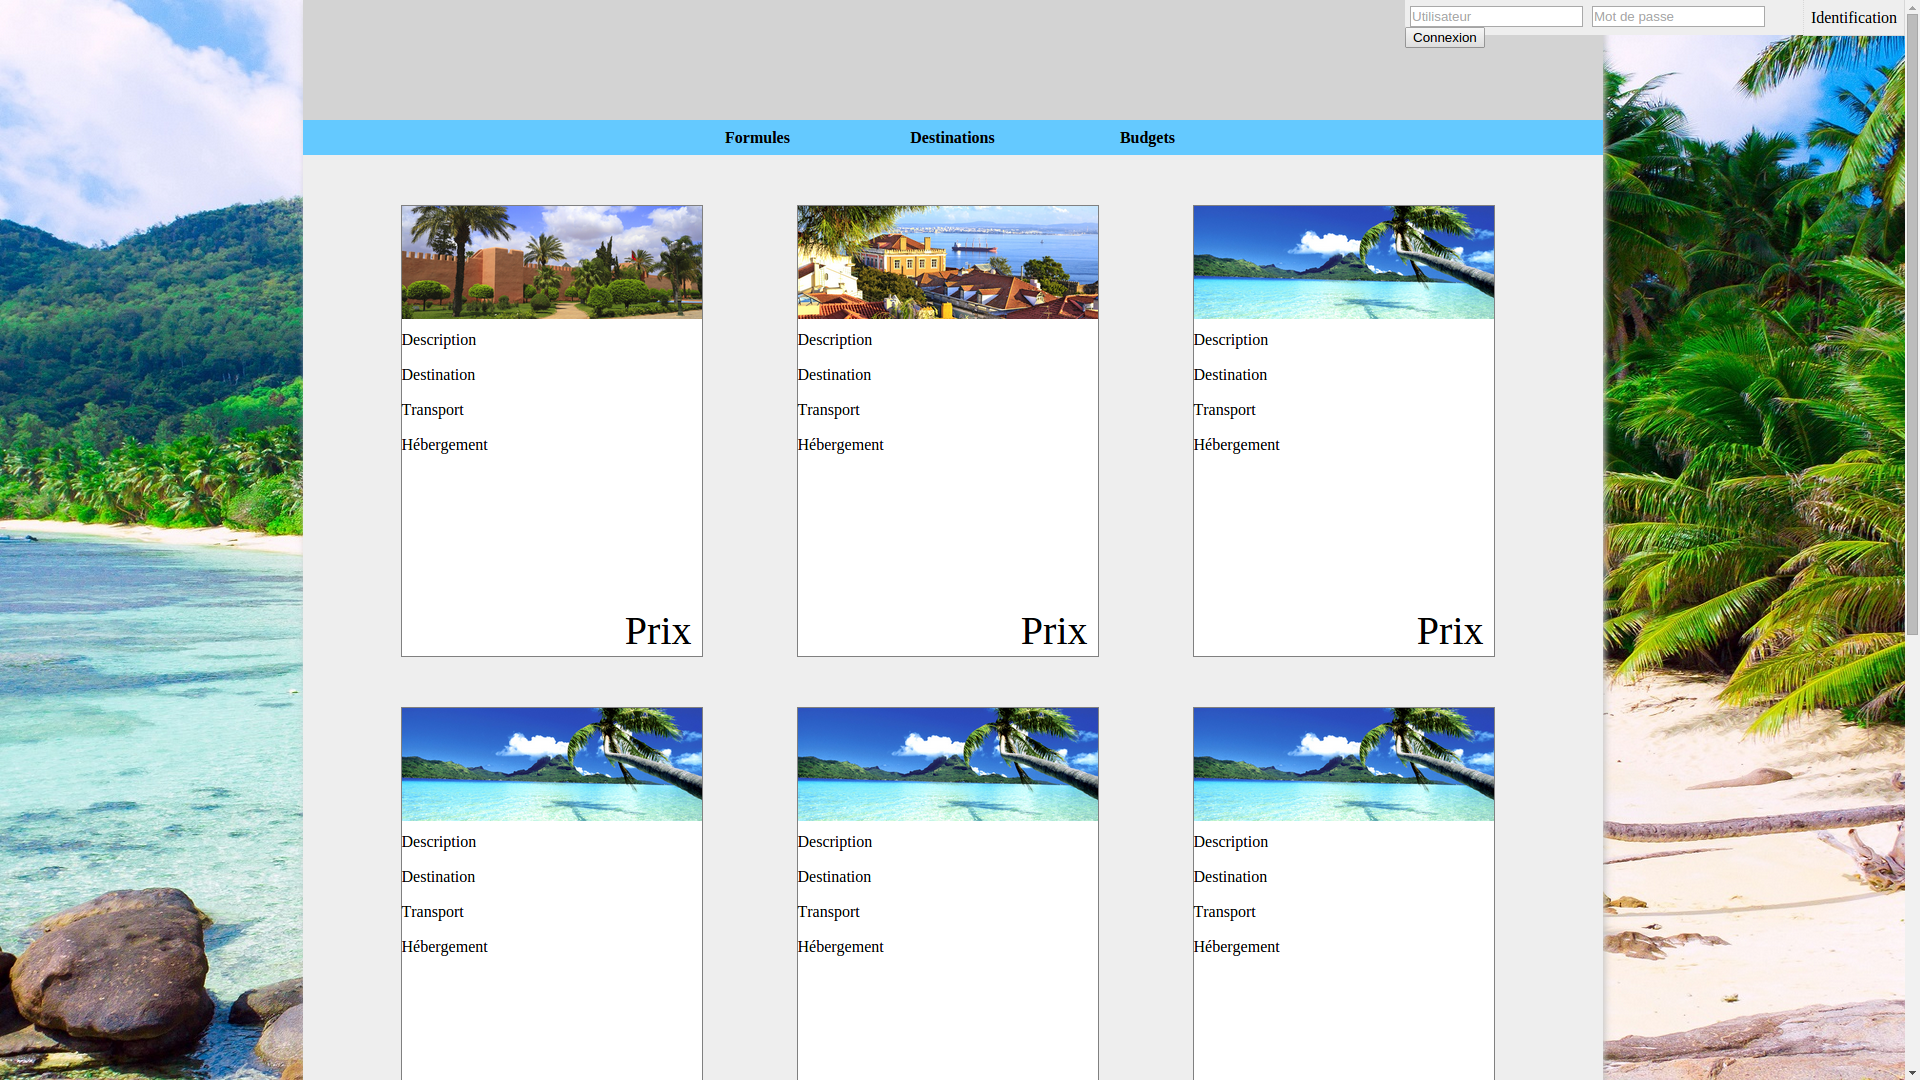 Utilisateur Mot de passe Identification
Connexion
Formules Destinations Budgets
Description Description Description
Destination Destination Destination
Transport Transport Transport
Hébergement Hébergement Hébergement
Prix Prix Prix
Description Description Description
Destination Destination Destination
Transport Transport Transport
Hébergement Hébergement Hébergement